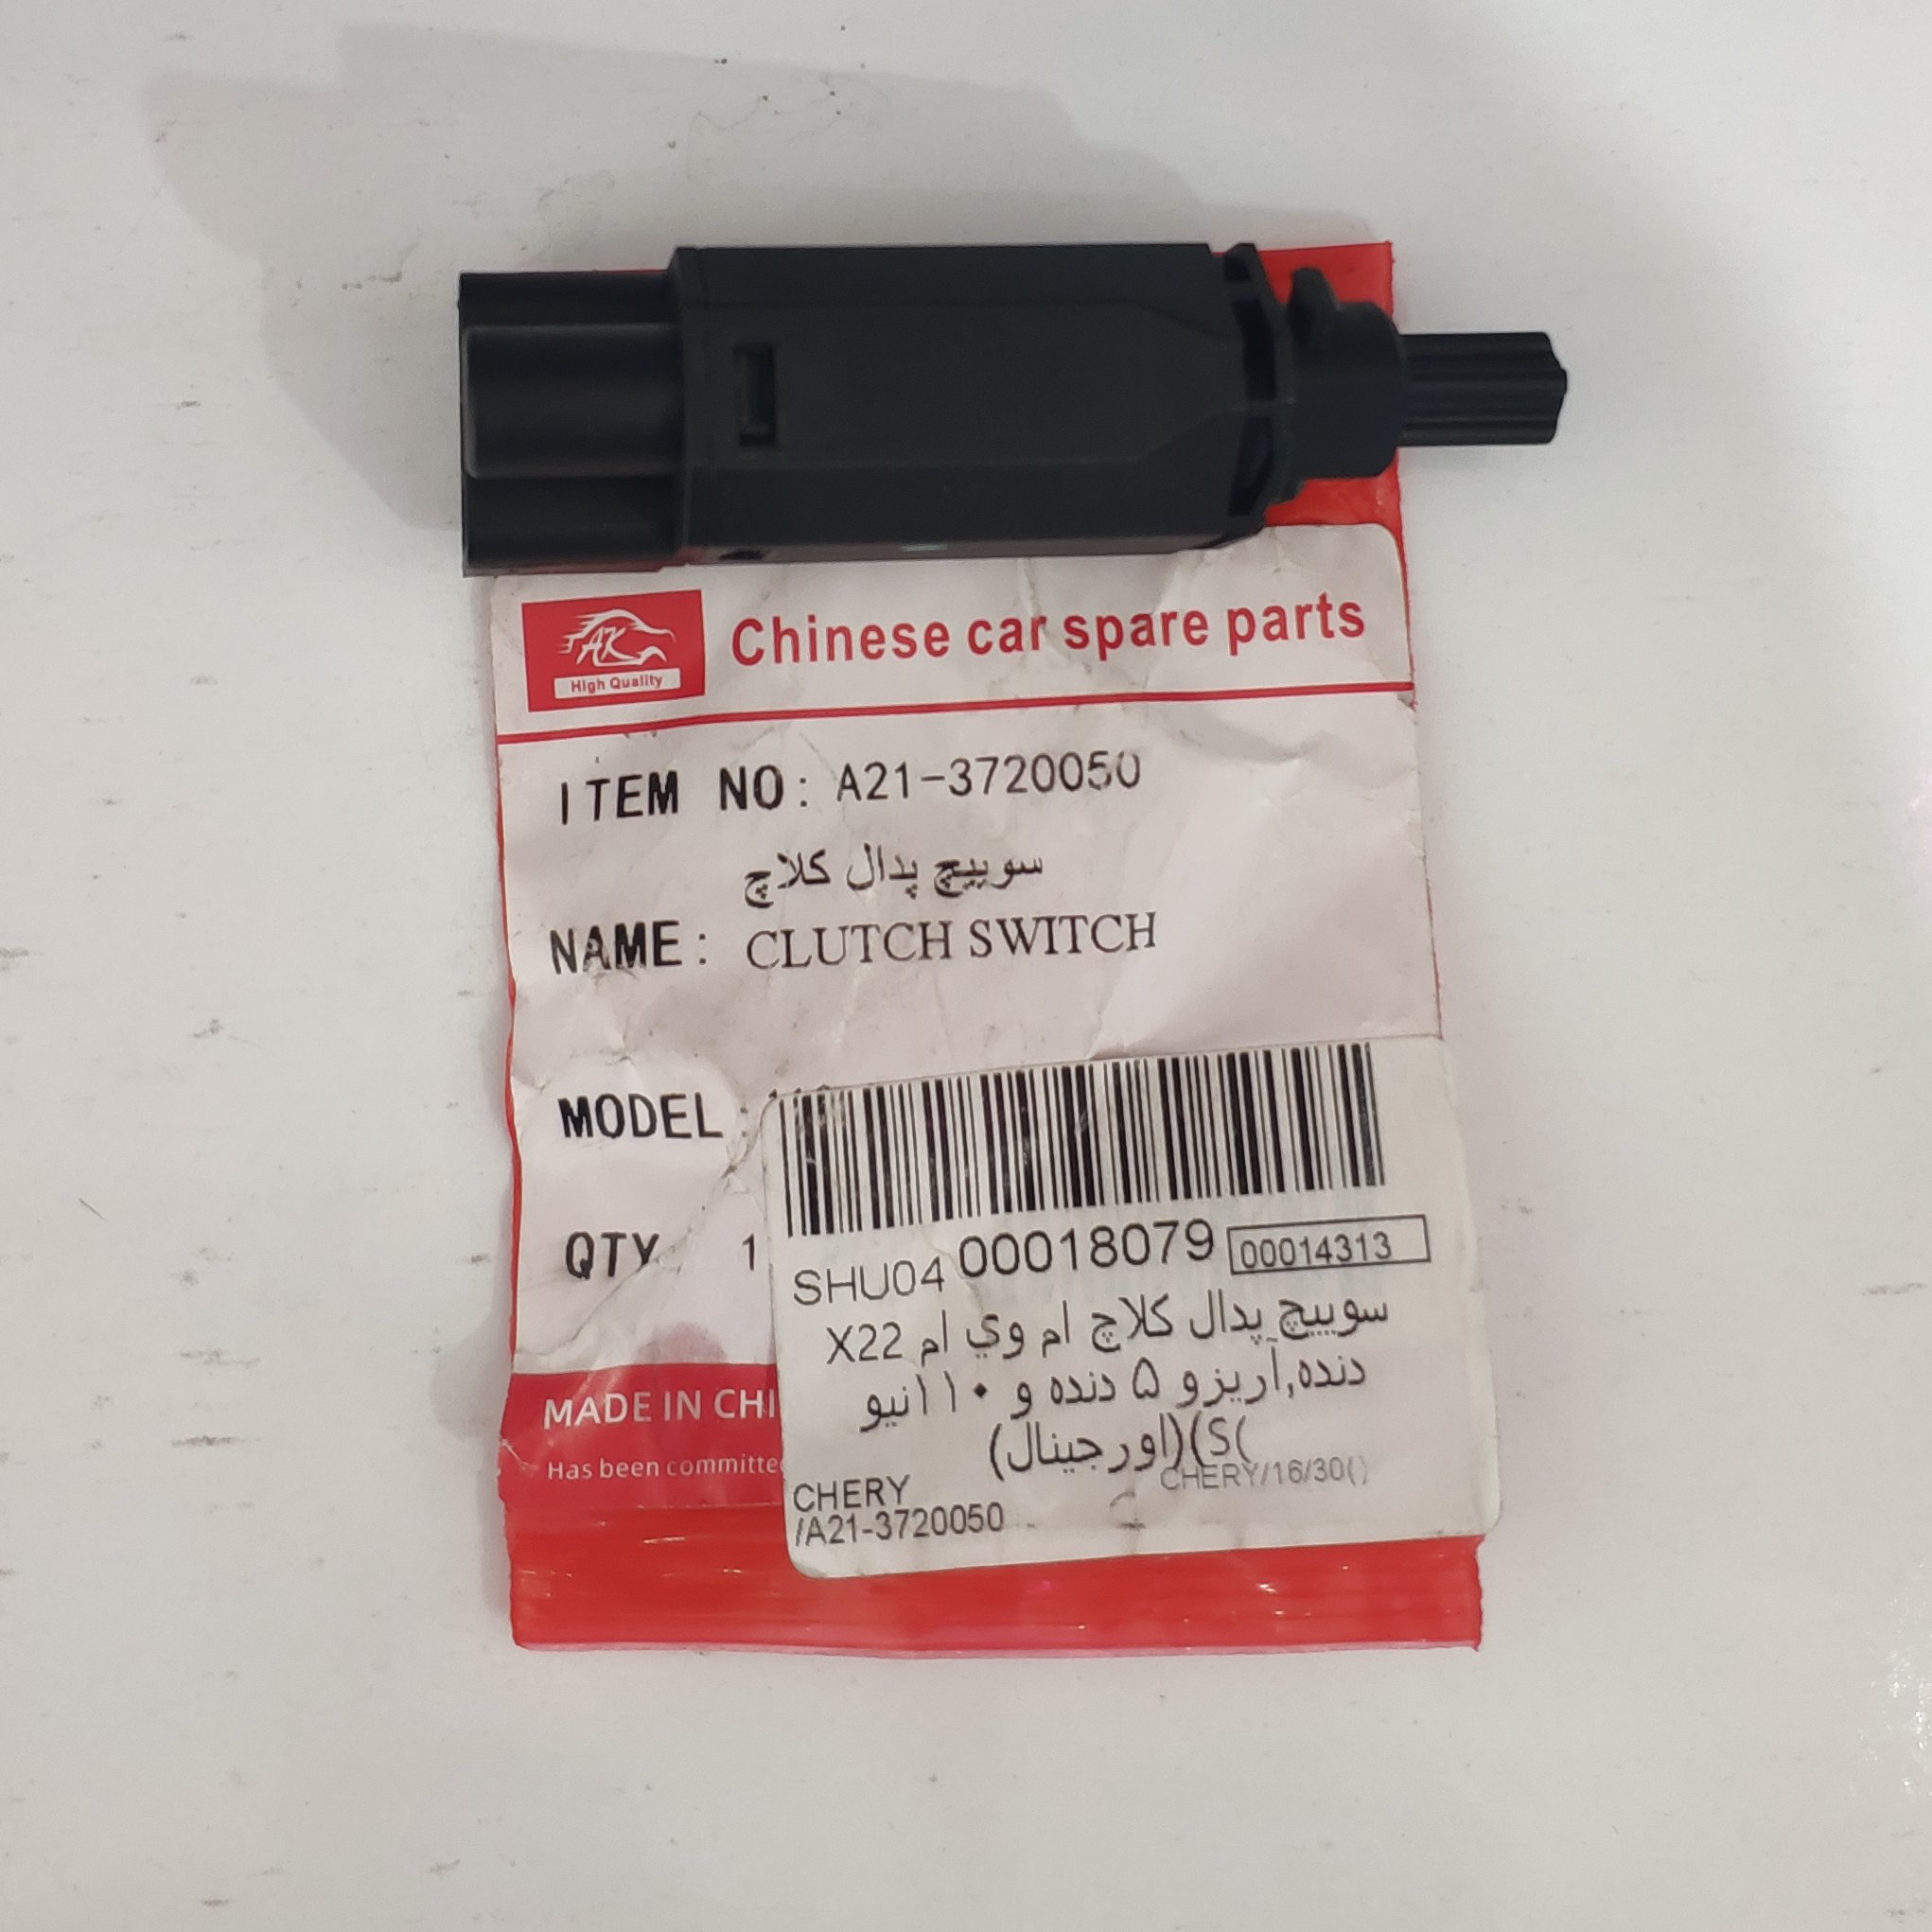 AK
High Quality
Chinese car spare parts
ITEM NO: A21-3720050
سوییچ پدال کلاچ
NAME: CLUTCH SWITCH
MODEL:
QTY 1
MADE IN CHI
Has been committe
SHU04 00018079 00014313
سوییچ پدال کلاچ ام وي ام X22
دنده,آریزو ۵ دنده و ۱۱۰نیو
(اورجینال)(S(
CHERY/16/30()
CHERY
/A21-3720050